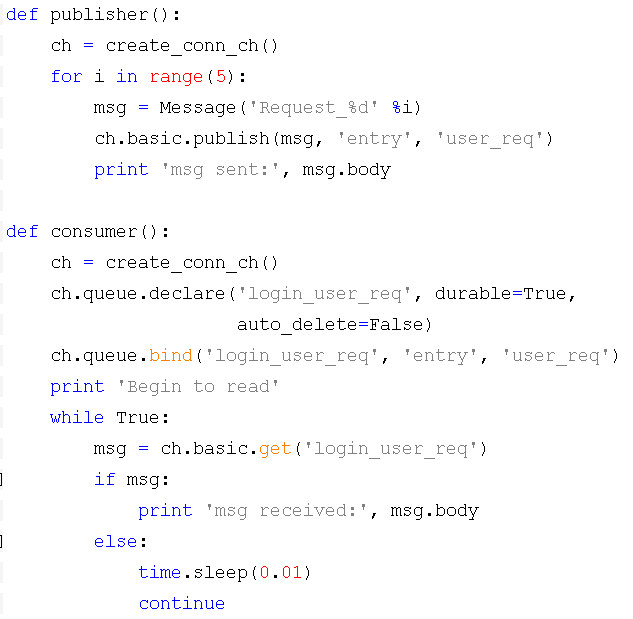 def publisher():
    ch = create_conn_ch()
    for i in range(5):
        msg = Message('Request_%d' %i)
        ch.basic.publish(msg, 'entry', 'user_req')
        print 'msg sent:', msg.body

def consumer():
    ch = create_conn_ch()
    ch.queue.declare('login_user_req', durable=True,
                     auto_delete=False)
    ch.queue.bind('login_user_req', 'entry', 'user_req')
    print 'Begin to read'
    while True:
        msg = ch.basic.get('login_user_req')
        if msg:
            print 'msg received:', msg.body
        else:
            time.sleep(0.01)
            continue